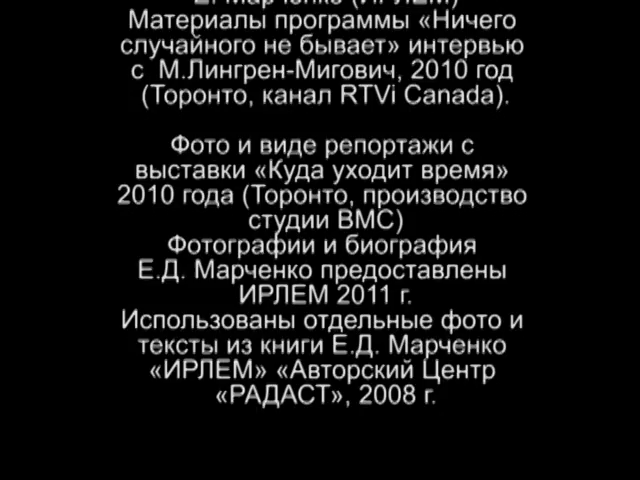 Е. Марченко (ИРЛЕМ)
Материалы программы «Ничего
случайного не бывает» интервью
с М.Лингрен-Мигович, 2010 год
(Торонто, канал RTVi Canada).
Фото и виде репортажи с
выставки «Куда уходит время»
2010 года (Торонто, производство
студии ВМС)
Фотографии и биография
Е.Д. Марченко предоставлены
ИРЛЕМ 2011 г.
Использованы отдельные фото и
тексты из книги Е.Д. Марченко
«ИРЛЕМ» «Авторский Центр
«РАДАСТ», 2008 г.